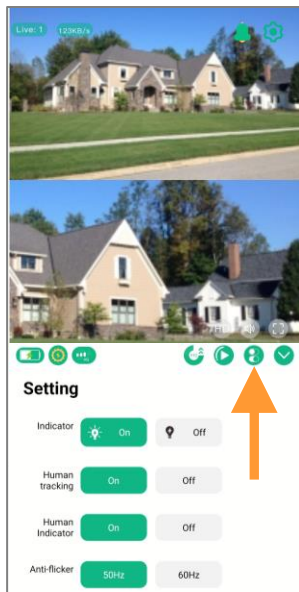 Live: 1 123KB/s
Setting
Indicator On Off
Human
tracking On Off
Human
Indicator On Off
Anti-flicker 50Hz 60Hz